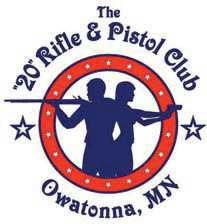 The
"20" Rifle & Pistol Club
Owatonna, MN